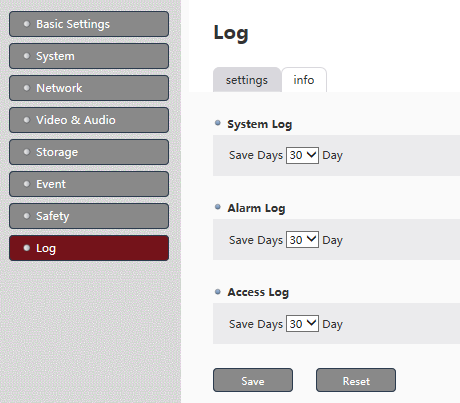 Basic Settings
System
Network
Video & Audio
Storage
Event
Safety
Log
Log
settings info
System Log
Save Days 30 Day
Alarm Log
Save Days 30 Day
Access Log
Save Days 30 Day
Save Reset